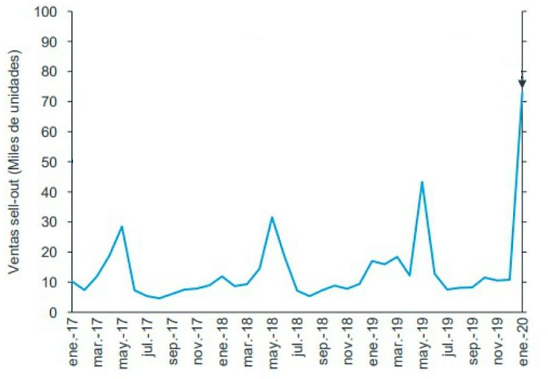 Ventas sell-out (Miles de unidades)
100
90
80
70
60
50
40
30
20
10
0
ene.-17
mar.-17
may.-17
jul.-17
sep.-17
nov.-17
ene.-18
mar.-18
may.-18
jul.-18
sep.-18
nov.-18
ene.-19
mar.-19
may.-19
jul.-19
sep.-19
nov.-19
ene.-20